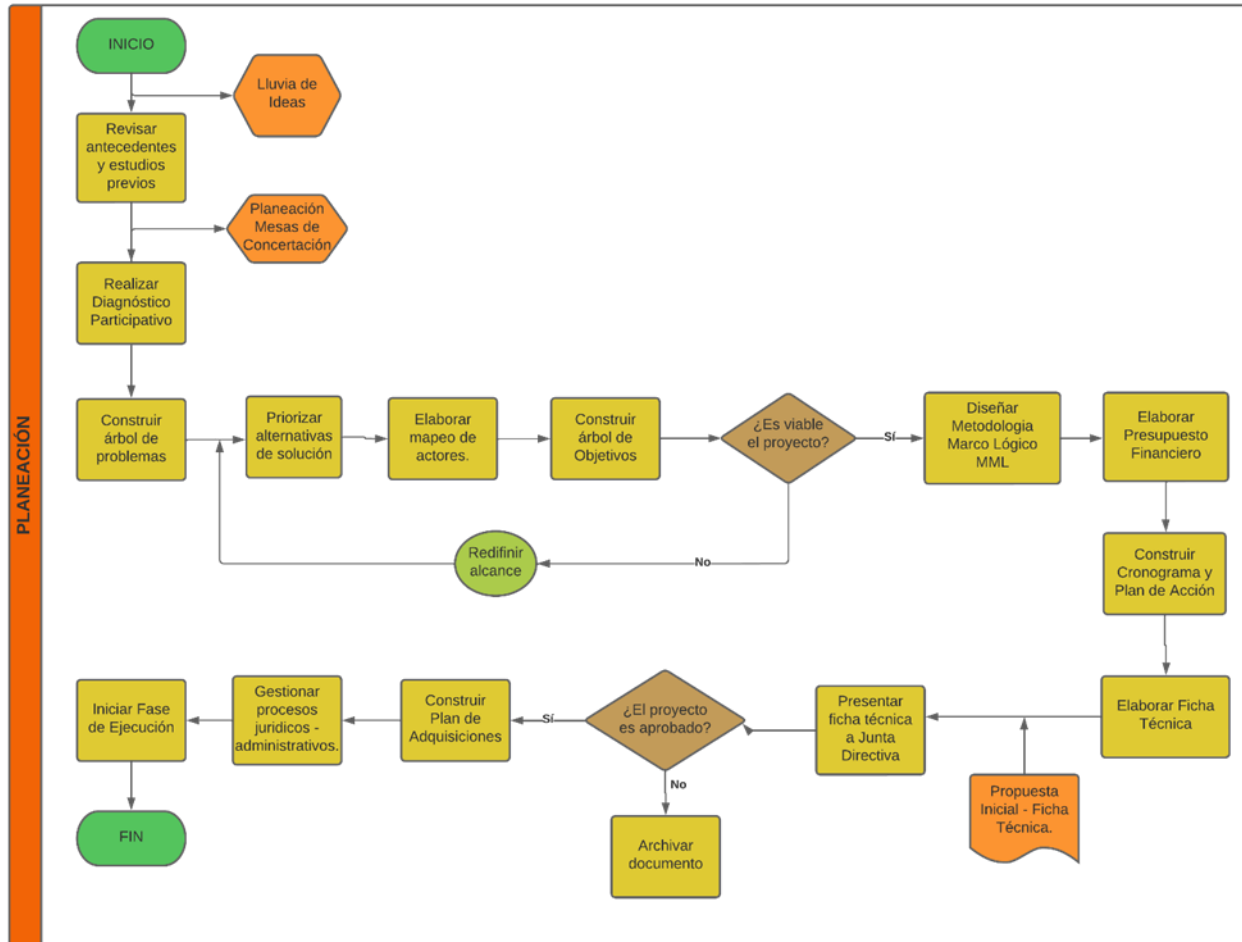 PLANEACIÓN
INICIO
Lluvia de
Ideas
Revisar
antecedentes
y estudios
previos
Planeación
Mesas de
Concertación
Realizar
Diagnóstico
Participativo
Construir
árbol de
problemas
Priorizar
alternativas
de solución
Elaborar
mapeo de
actores.
Construir
árbol de
Objetivos
¿Es viable
el proyecto?
Sí
Diseñar
Metodologia
Marco Lógico
MML
Elaborar
Presupuesto
Financiero
No
Redifinir
alcance
Construir
Cronograma y
Plan de Acción
Elaborar Ficha
Técnica
Propuesta
Inicial - Ficha
Técnica.
Presentar
ficha técnica
a Junta
Directiva
¿El proyecto
es aprobado?
Sí
No
Archivar
documento
Construir
Plan de
Adquisiciones
Gestionar
procesos
juridicos -
administrativos.
Iniciar Fase
de Ejecución
FIN